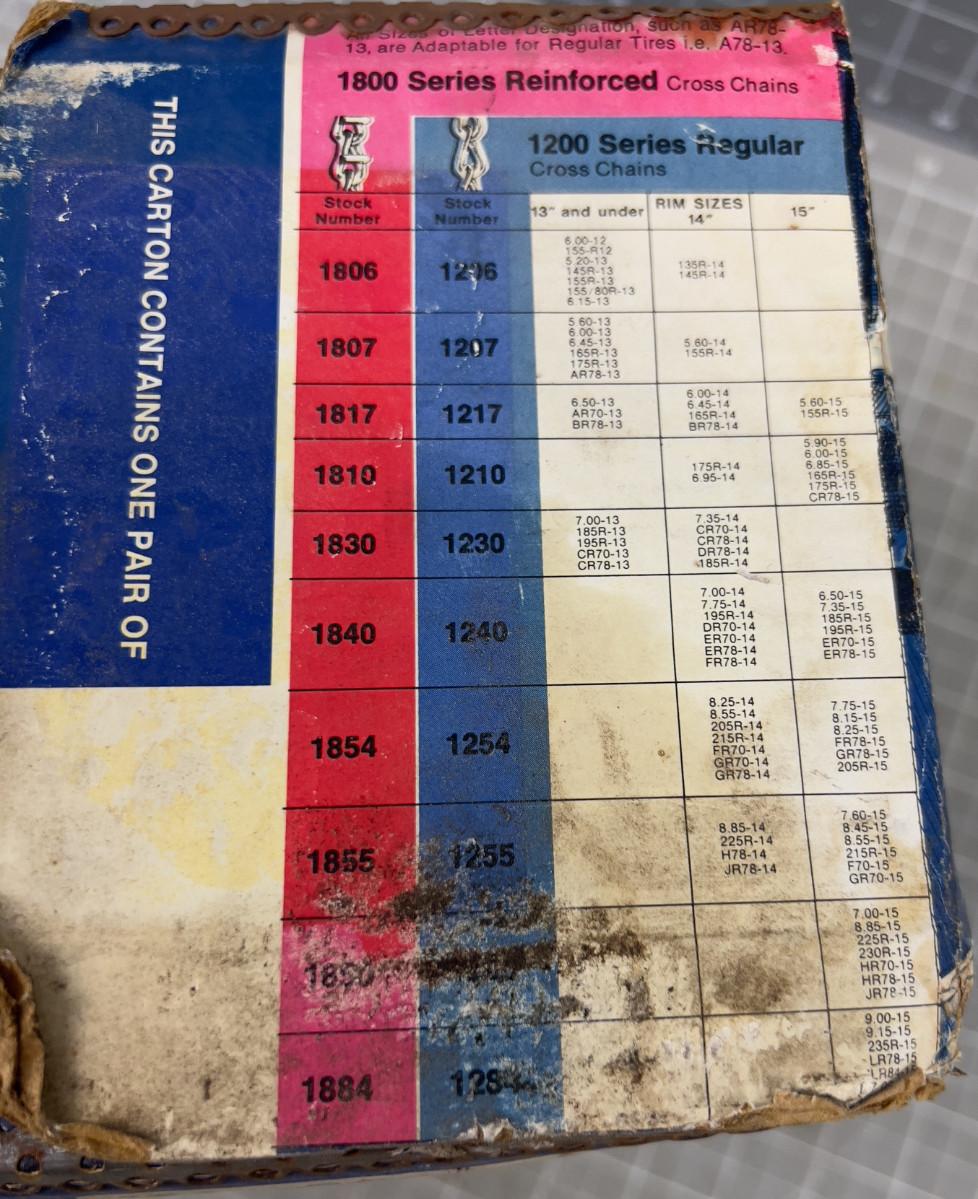 All Sizes of Letter Designation, such as AR78-
13, are Adaptable for Regular Tires i.e. A78-13.
1800 Series Reinforced Cross Chains
1200 Series Regular
Cross Chains
THIS CARTON CONTAINS ONE PAIR OF
Stock
Number
Stock
Number
13" and under
RIM SIZES
14"
15"
1806
1206
6.00-12
155-R12
5.20-13
145R-13
155R-13
155/80R-13
6.15-13
135R-14
145R-14
1807
1207
5.60-13
6.00-13
6.45-13
165R-13
175R-13
AR78-13
5.60-14
155R-14
1817
1217
6.50-13
AR70-13
BR78-13
6.00-14
6.45-14
165R-14
BR78-14
5.60-15
155R-15
1810
1210
175R-14
6.95-14
5.90-15
6.00-15
6.85-15
165R-15
175R-15
CR78-15
1830
1230
7.00-13
185R-13
195R-13
CR70-13
CR78-13
7.35-14
CR70-14
CR78-14
DR78-14
185R-14
1840
1240
7.00-14
7.75-14
195R-14
DR70-14
ER70-14
ER78-14
FR78-14
6.50-15
7.35-15
185R-15
195R-15
ER70-15
ER78-15
1854
1254
8.25-14
8.55-14
205R-14
215R-14
FR70-14
GR70-14
GR78-14
7.75-15
8.15-15
8.25-15
FR78-15
GR78-15
205R-15
1855
1255
8.85-14
225R-14
H78-14
JR78-14
7.60-15
8.45-15
8.55-15
215R-15
F70-15
GR70-15
1890
7.00-15
8.85-15
225R-15
230R-15
HR70-15
HR78-15
JR78-15
1884
1284
9.00-15
9.15-15
235R-15
LR78-15